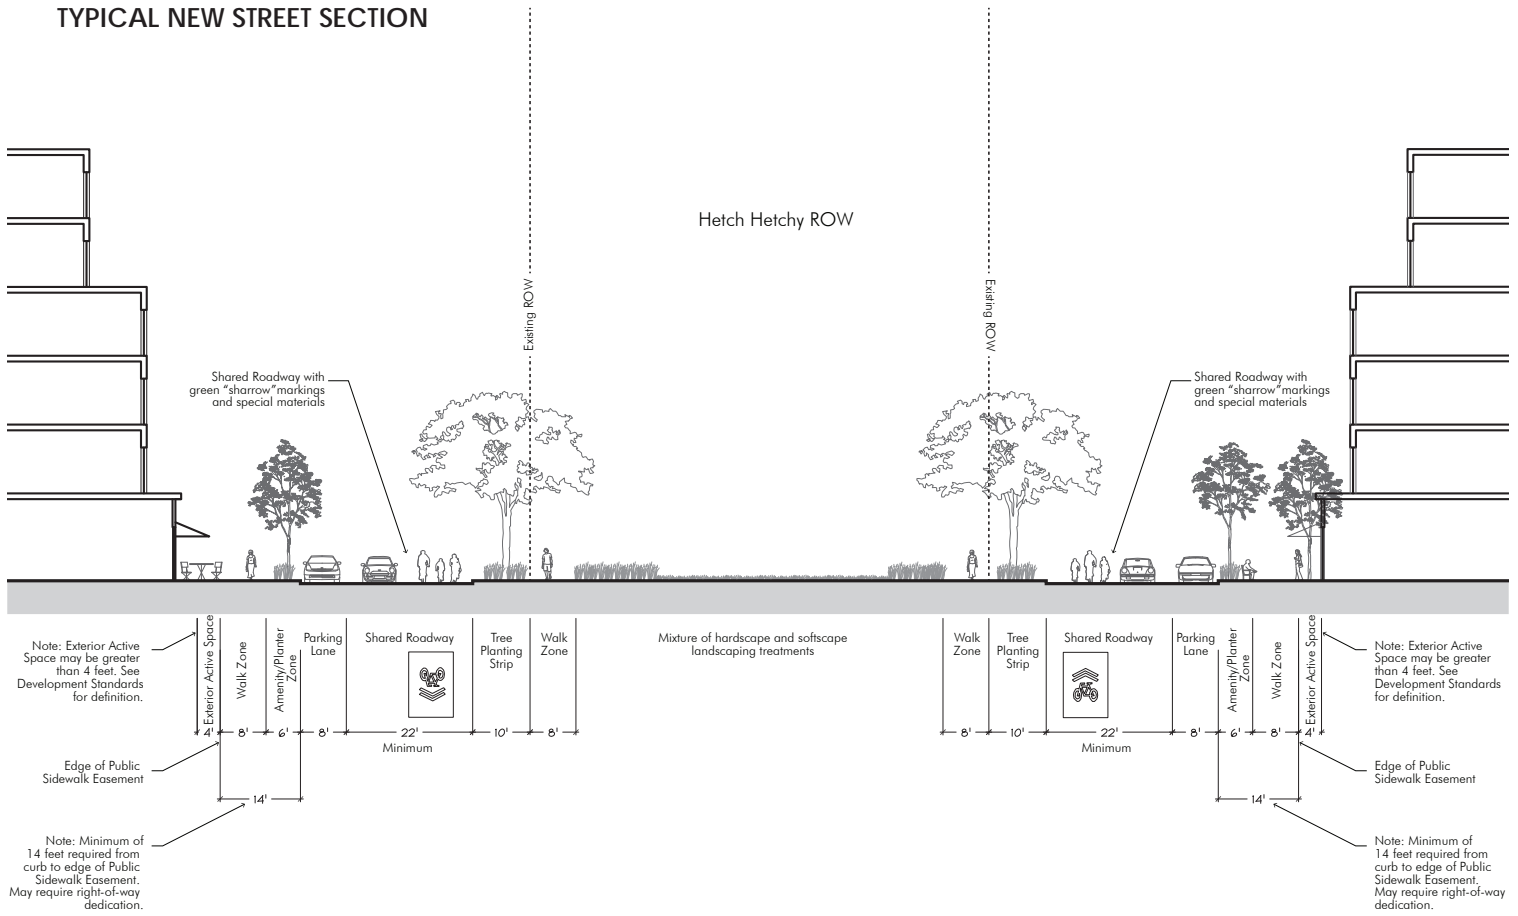 TYPICAL NEW STREET SECTION
Hetch Hetchy ROW
Existing ROW
Existing ROW
Shared Roadway with
green “sharrow”markings
and special materials
Shared Roadway with
green “sharrow”markings
and special materials
Note: Exterior Active
Space may be greater
than 4 feet. See
Development Standards
for definition.
Exterior Active Space
Walk Zone
Amenity/Planter
Zone
Parking
Lane
Shared Roadway
Tree
Planting
Strip
Walk
Zone
Mixture of hardscape and softscape
landscaping treatments
Walk
Zone
Tree
Planting
Strip
Shared Roadway
Parking
Lane
Amenity/Planter
Zone
Walk Zone
Exterior Active Space
Note: Exterior Active
Space may be greater
than 4 feet. See
Development Standards
for definition.
4' 8' 6' 8' 22' 10' 8'
Minimum
8' 10' 22' 8' 6' 8' 4'
Minimum
Edge of Public
Sidewalk Easement
Edge of Public
Sidewalk Easement
14'
14'
Note: Minimum of
14 feet required from
curb to edge of Public
Sidewalk Easement.
May require right-of-way
dedication.
Note: Minimum of
14 feet required from
curb to edge of Public
Sidewalk Easement.
May require right-of-way
dedication.